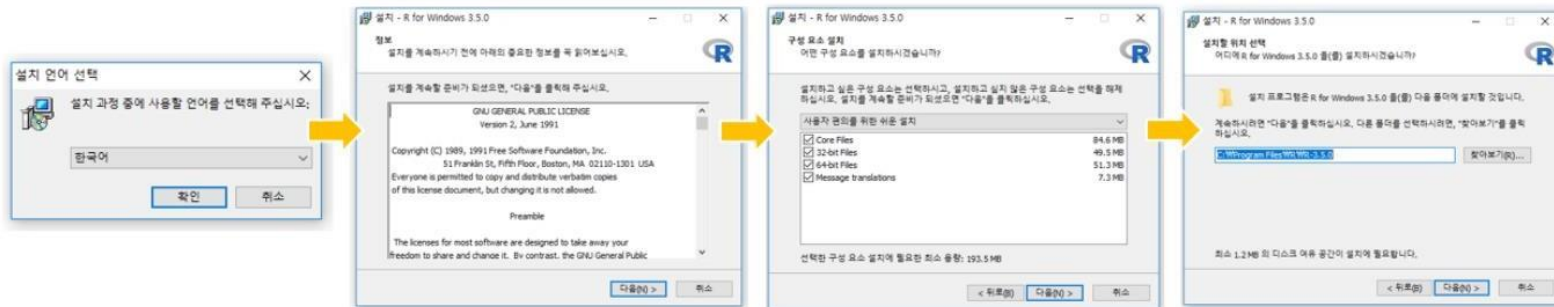 설치 언어 선택
설치 과정 중에 사용할 언어를 선택해 주십시오:
한국어
확인 취소
설치 - R for Windows 3.5.0
정보
설치를 계속하시기 전에 아래의 중요한 정보를 꼭 읽어보십시오.
설치를 계속할 준비가 되셨으면, "다음"을 클릭해 주십시오.
GNU GENERAL PUBLIC LICENSE
Version 2, June 1991
Copyright (C) 1989, 1991 Free Software Foundation, Inc.
51 Franklin St, Fifth Floor, Boston, MA 02110-1301 USA
Everyone is permitted to copy and distribute verbatim copies
of this license document, but changing it is not allowed.
Preamble
The licenses for most software are designed to take away your
freedom to share and change it. By contrast, the GNU General Public
다음(N) > 취소
설치 - R for Windows 3.5.0
구성 요소 설치
어떤 구성 요소를 설치하시겠습니까?
설치하고 싶은 구성 요소는 선택하시고, 설치하고 싶지 않은 구성 요소는 선택을 해제
하십시오. 설치를 계속할 준비가 되셨으면 "다음"을 클릭하십시오.
사용자 편의를 위한 쉬운 설치
Core Files 84.6 MB
32-bit Files 49.5 MB
64-bit Files 51.3 MB
Message translations 7.3 MB
선택한 구성 요소 설치에 필요한 최소 용량: 193.5 MB
< 뒤로(B) 다음(N) > 취소
설치 - R for Windows 3.5.0
설치할 위치 선택
어디에 R for Windows 3.5.0 을(를) 설치하시겠습니까?
설치 프로그램은 R for Windows 3.5.0 을(를) 다음 폴더에 설치할 것입니다.
계속하시려면 "다음"을 클릭하십시오. 다른 폴더를 선택하시려면, "찾아보기"를 클릭
하십시오.
C:₩Program Files₩R₩R-3.5.0 찾아보기(R)...
최소 1.2 MB 의 디스크 여유 공간이 설치에 필요합니다.
< 뒤로(B) 다음(N) > 취소